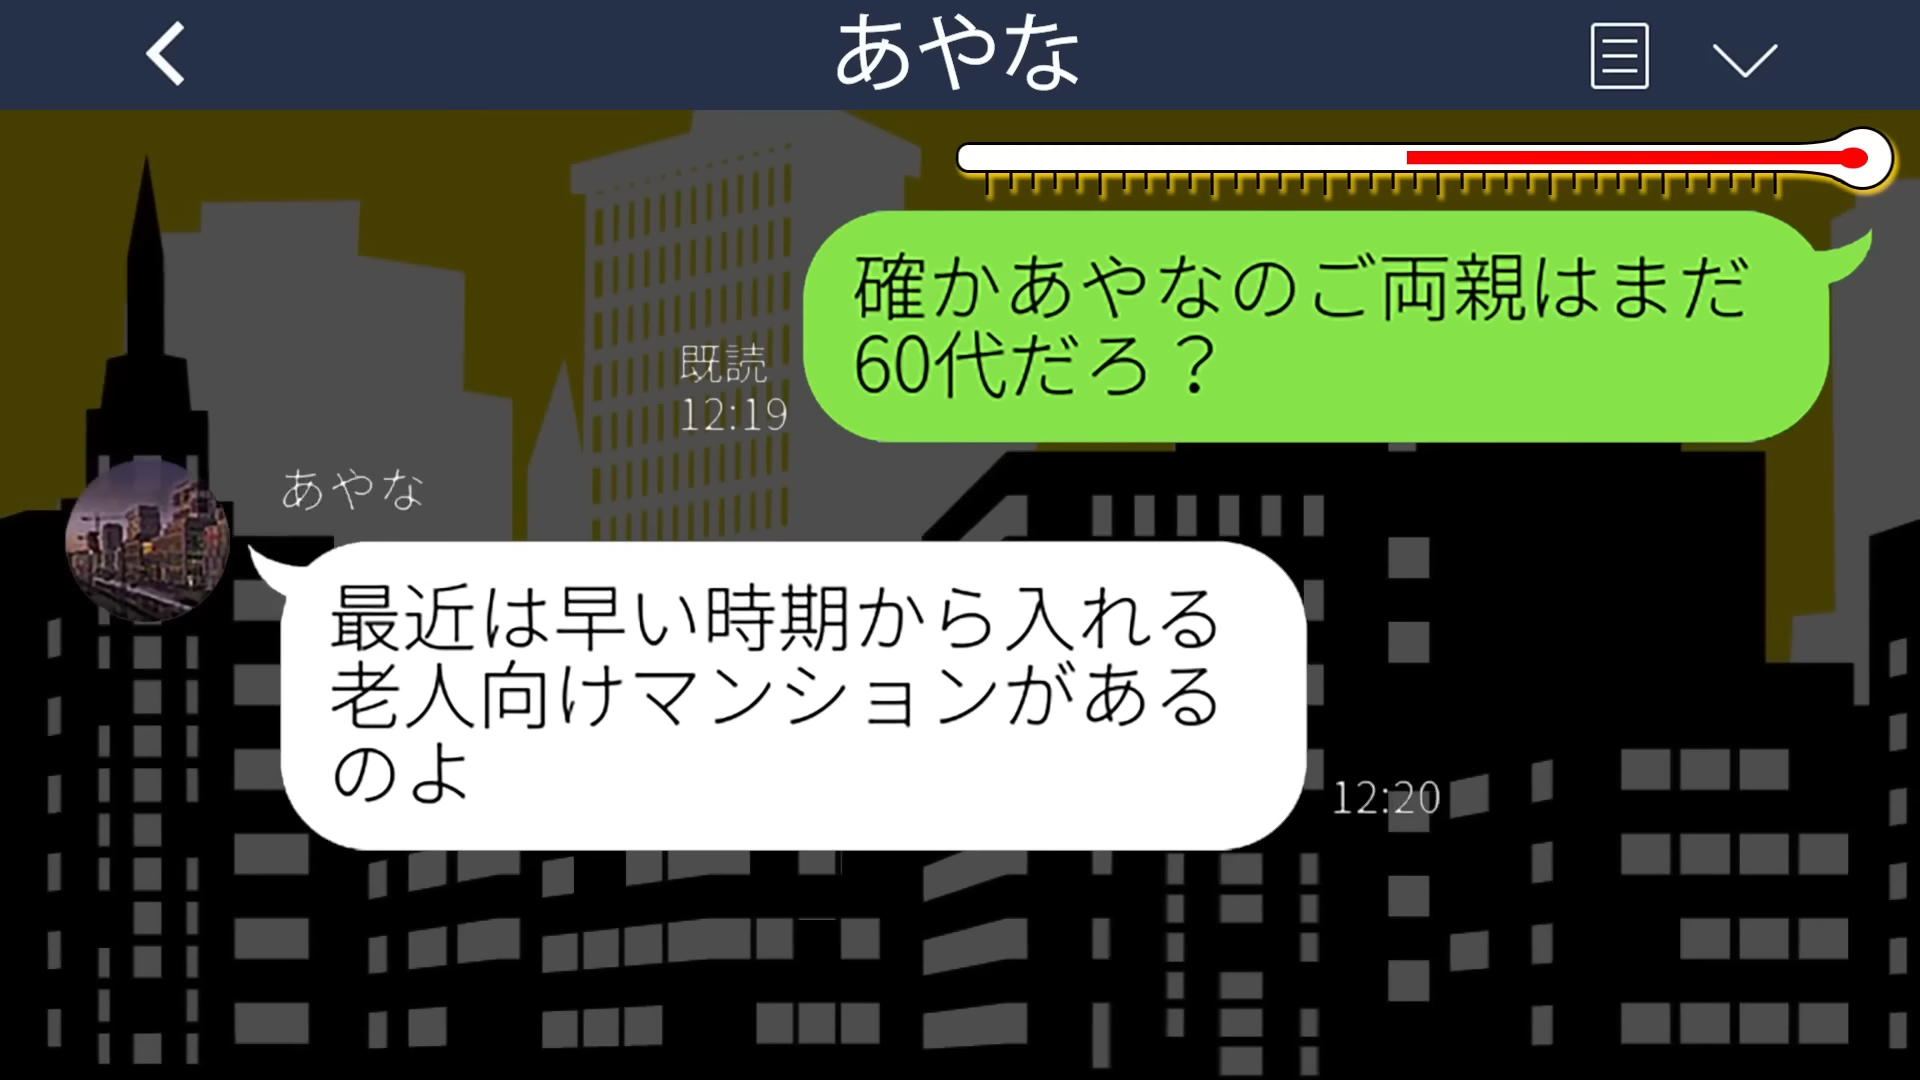 あやな
確かあやなのご両親はまだ
60代だろ？
既読
12:19
あやな
最近は早い時期から入れる
老人向けマンションがある
のよ
12:20